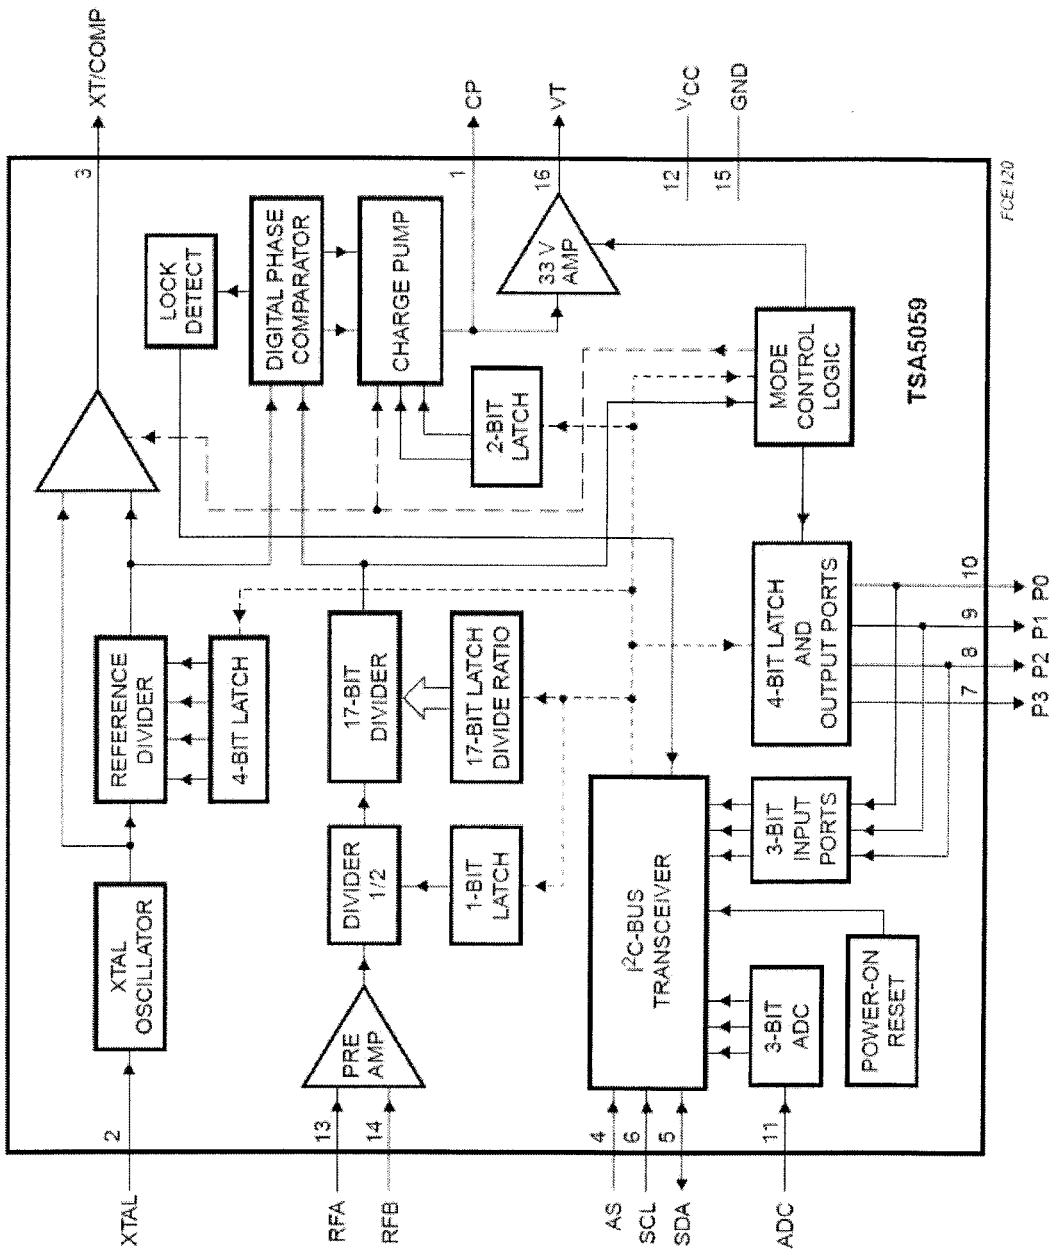 XTAL
2
XTAL
OSCILLATOR
REFERENCE
DIVIDER
4-BIT LATCH
3
XT/COMP
LOCK
DETECT
DIGITAL PHASE
COMPARATOR
RFA
13
RFB
14
PRE
AMP
DIVIDER
1/2
17-BIT
DIVIDER
CHARGE PUMP
1
CP
1-BIT
LATCH
17-BIT LATCH
DIVIDE RATIO
2-BIT
LATCH
33 V
AMP
16
VT
AS
4
SCL
6
SDA
5
I²C-BUS
TRANSCEIVER
12
VCC
15
GND
ADC
11
3-BIT
ADC
3-BIT
INPUT
PORTS
4-BIT LATCH
AND
OUTPUT PORTS
MODE
CONTROL
LOGIC
POWER-ON
RESET
TSA5059
7
8
9
10
P3
P2
P1
P0
FCE120